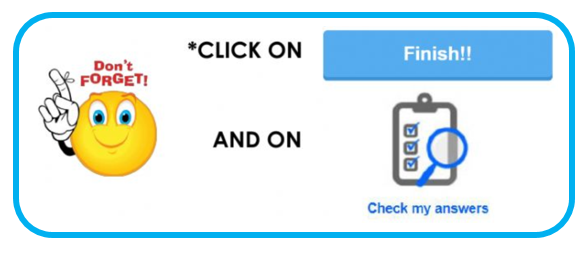 Don't
FORGET!
*CLICK ON
Finish!!
AND ON
Check my answers